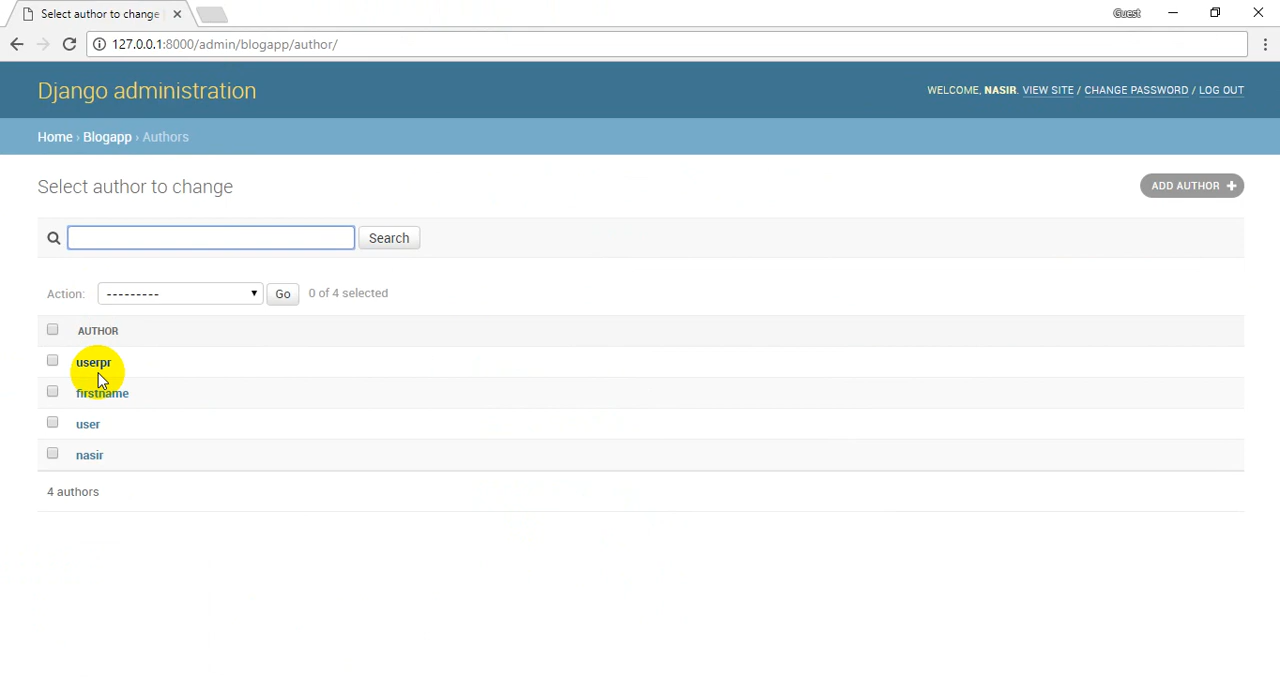 Select author to change
Guest
127.0.0.1:8000/admin/blogapp/author/
Django administration
WELCOME, NASIR. VIEW SITE / CHANGE PASSWORD / LOG OUT
Home › Blogapp › Authors
Select author to change
ADD AUTHOR +
Search
Action: --------- Go 0 of 4 selected
AUTHOR
userpr
firstname
user
nasir
4 authors